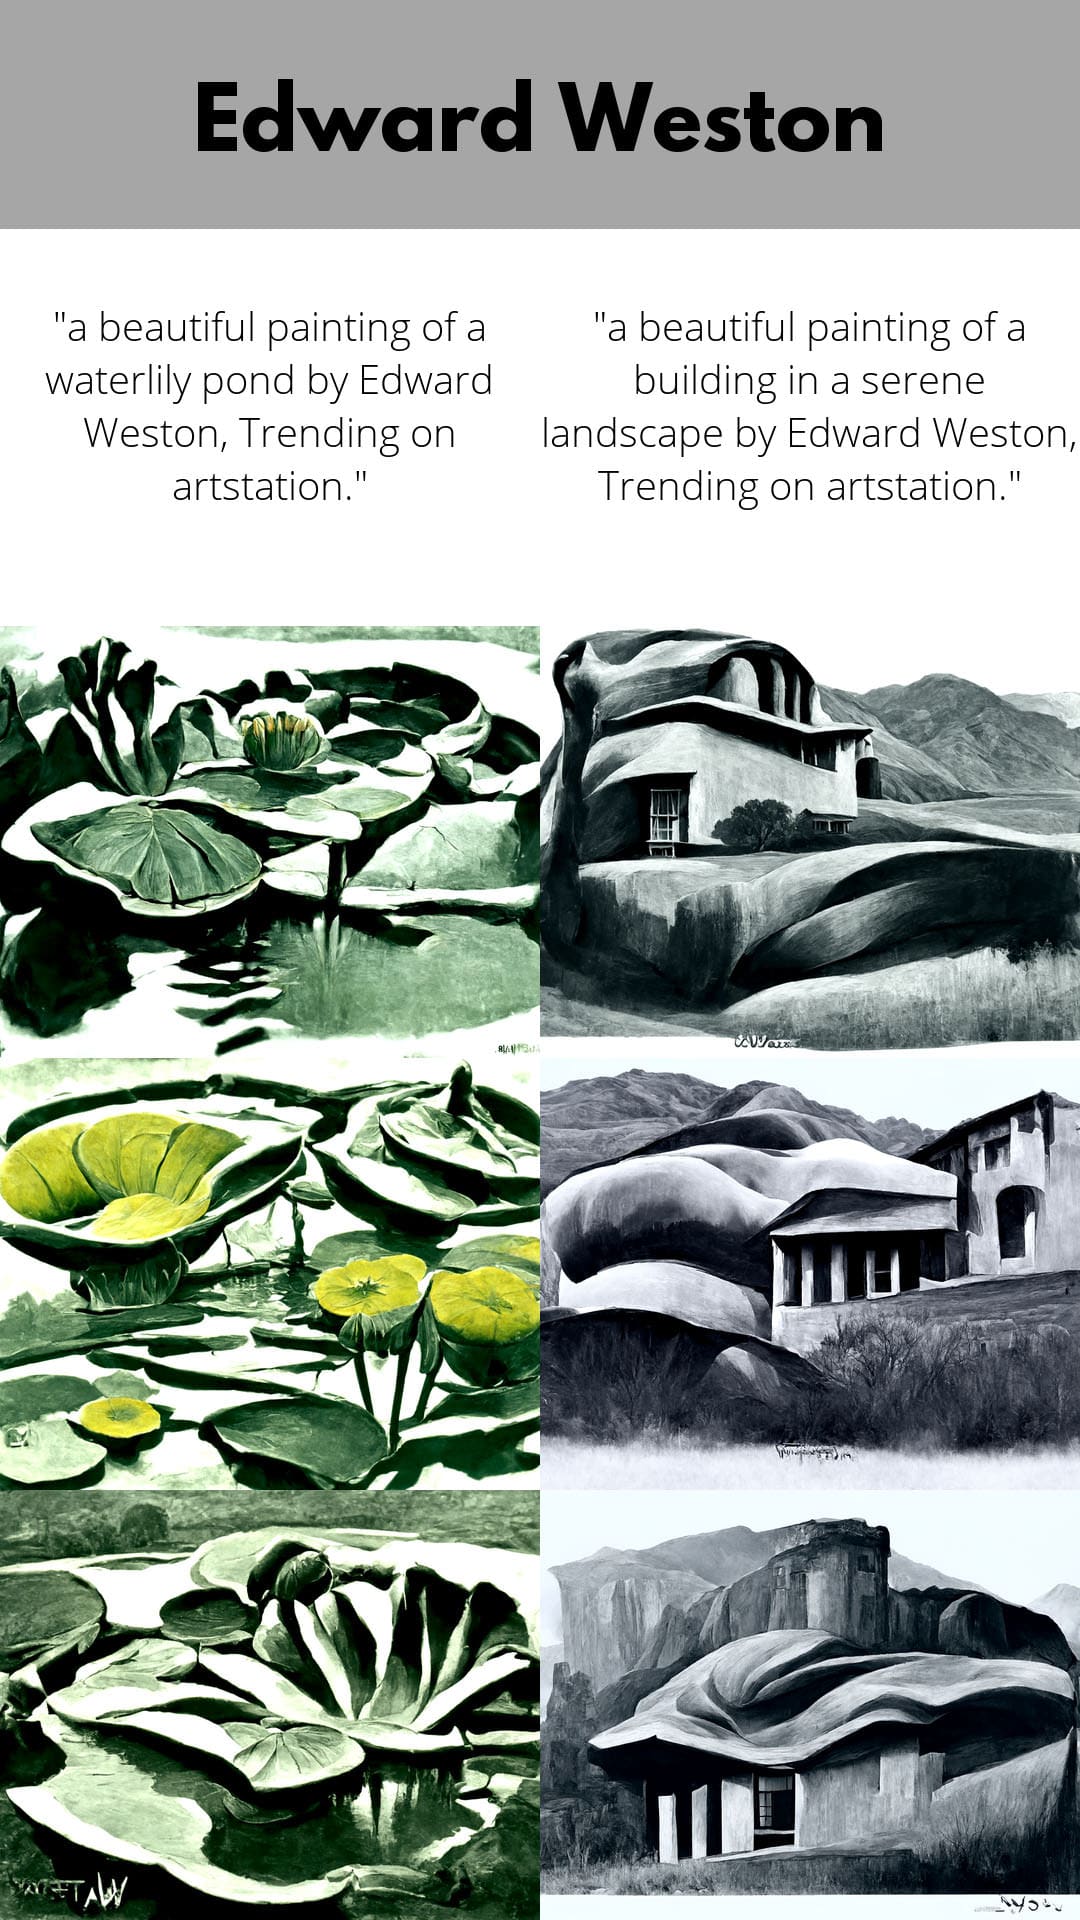 Edward Weston
"a beautiful painting of a
waterlily pond by Edward
Weston, Trending on
artstation."
"a beautiful painting of a
building in a serene
landscape by Edward Weston,
Trending on artstation."